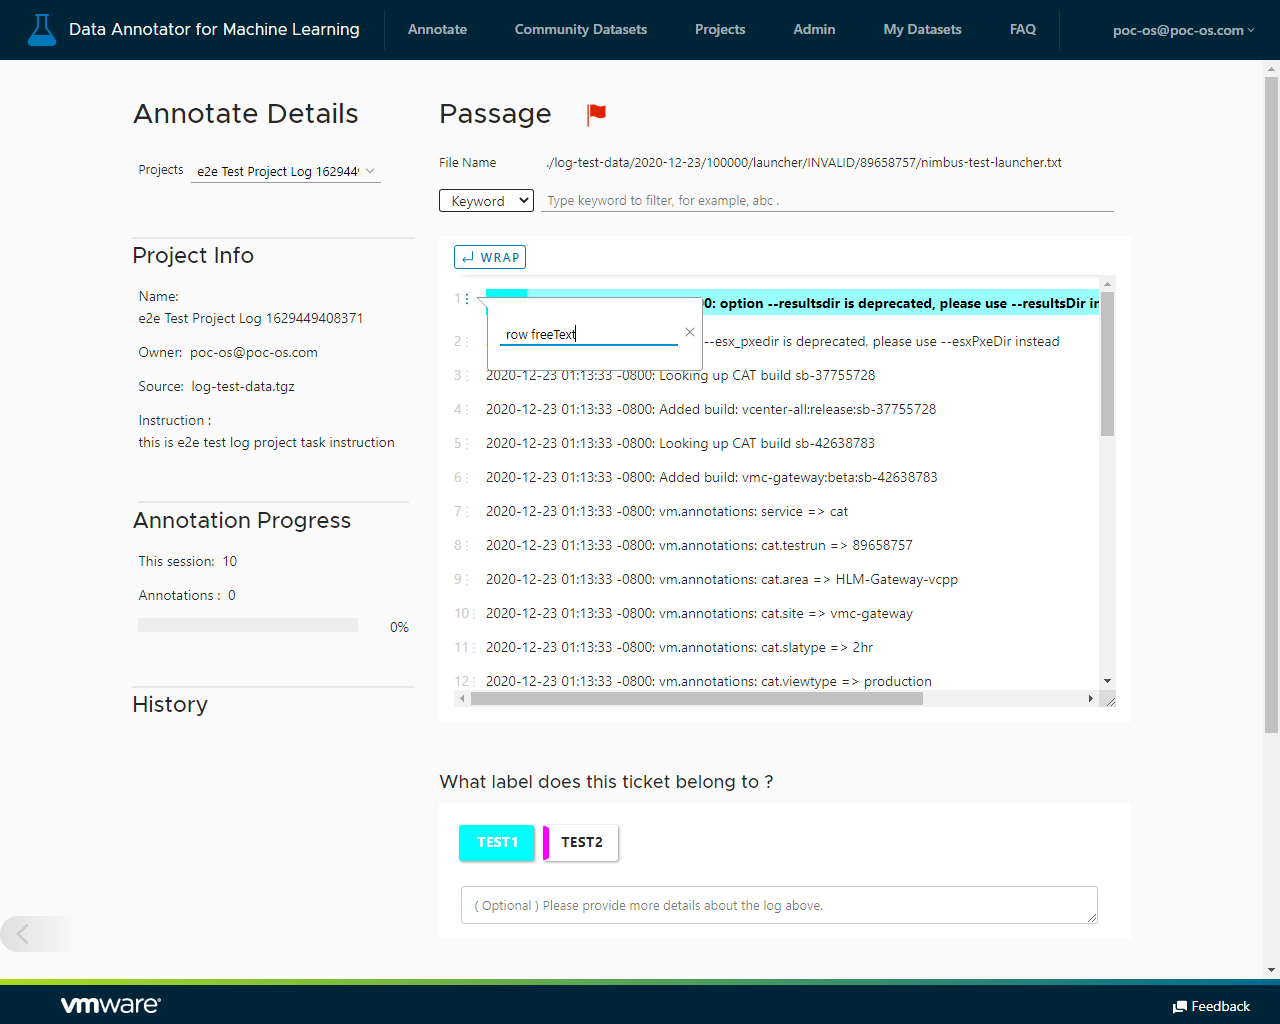 Data Annotator for Machine Learning
Annotate
Community Datasets
Projects
Admin
My Datasets
FAQ
poc-os@poc-os.com
Annotate Details
Projects
e2e Test Project Log 162944
Project Info
Name:
e2e Test Project Log 1629449408371
Owner: poc-os@poc-os.com
Source: log-test-data.tgz
Instruction :
this is e2e test log project task instruction
Annotation Progress
This session: 10
Annotations : 0
0%
History
Passage
File Name ./log-test-data/2020-12-23/100000/launcher/INVALID/89658757/nimbus-test-launcher.txt
Keyword
Type keyword to filter, for example, abc .
WRAP
1 0: option --resultsdir is deprecated, please use --resultsDir in
row freeText
2 --esx_pxedir is deprecated, please use --esxPxeDir instead
3 2020-12-23 01:13:33 -0800: Looking up CAT build sb-37755728
4 2020-12-23 01:13:33 -0800: Added build: vcenter-all:release:sb-37755728
5 2020-12-23 01:13:33 -0800: Looking up CAT build sb-42638783
6 2020-12-23 01:13:33 -0800: Added build: vmc-gateway:beta:sb-42638783
7 2020-12-23 01:13:33 -0800: vm.annotations: service => cat
8 2020-12-23 01:13:33 -0800: vm.annotations: cat.testrun => 89658757
9 2020-12-23 01:13:33 -0800: vm.annotations: cat.area => HLM-Gateway-vcpp
10 2020-12-23 01:13:33 -0800: vm.annotations: cat.site => vmc-gateway
11 2020-12-23 01:13:33 -0800: vm.annotations: cat.slatype => 2hr
12 2020-12-23 01:13:33 -0800: vm.annotations: cat.viewtype => production
What label does this ticket belong to ?
TEST1
TEST2
( Optional ) Please provide more details about the log above.
vmware
Feedback